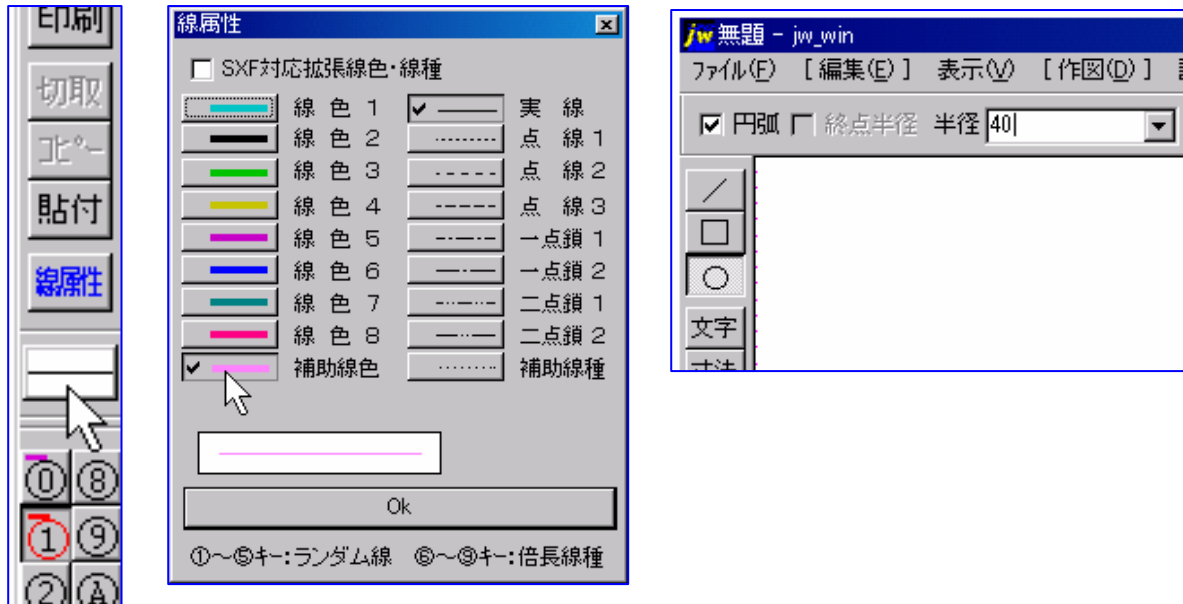 印刷
切取
コピー
貼付
線属性
⓪ ⑧
① ⑨
② Ⓐ
線属性
SXF対応拡張線色・線種
線 色 1 実 線
線 色 2 点 線 1
線 色 3 点 線 2
線 色 4 点 線 3
線 色 5 一点鎖 1
線 色 6 一点鎖 2
線 色 7 二点鎖 1
線 色 8 二点鎖 2
補助線色 補助線種
Ok
①～⑤キー:ランダム線 ⑥～⑨キー:倍長線種
jw 無題 - jw_win
ファイル(F) [編集(E)] 表示(V) [作図(D)]
円弧 終点半径 半径 40
文字
寸法